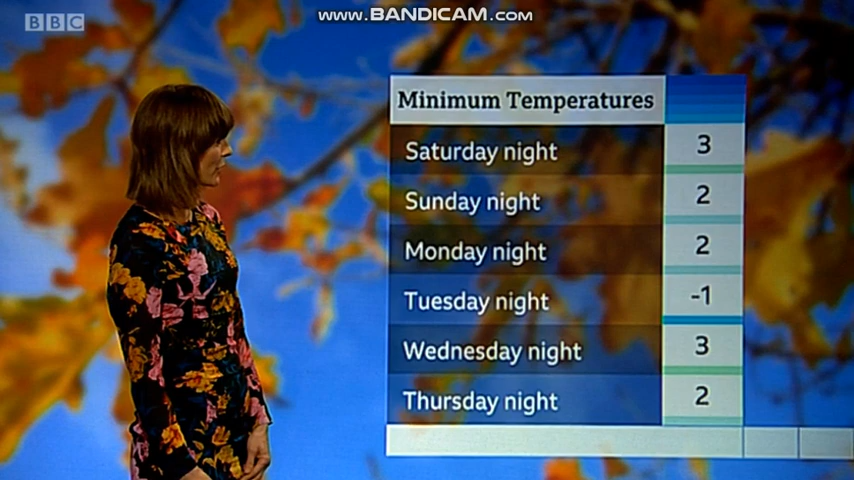 BBC
www.BANDICAM.com
Minimum Temperatures
Saturday night 3
Sunday night 2
Monday night 2
Tuesday night -1
Wednesday night 3
Thursday night 2